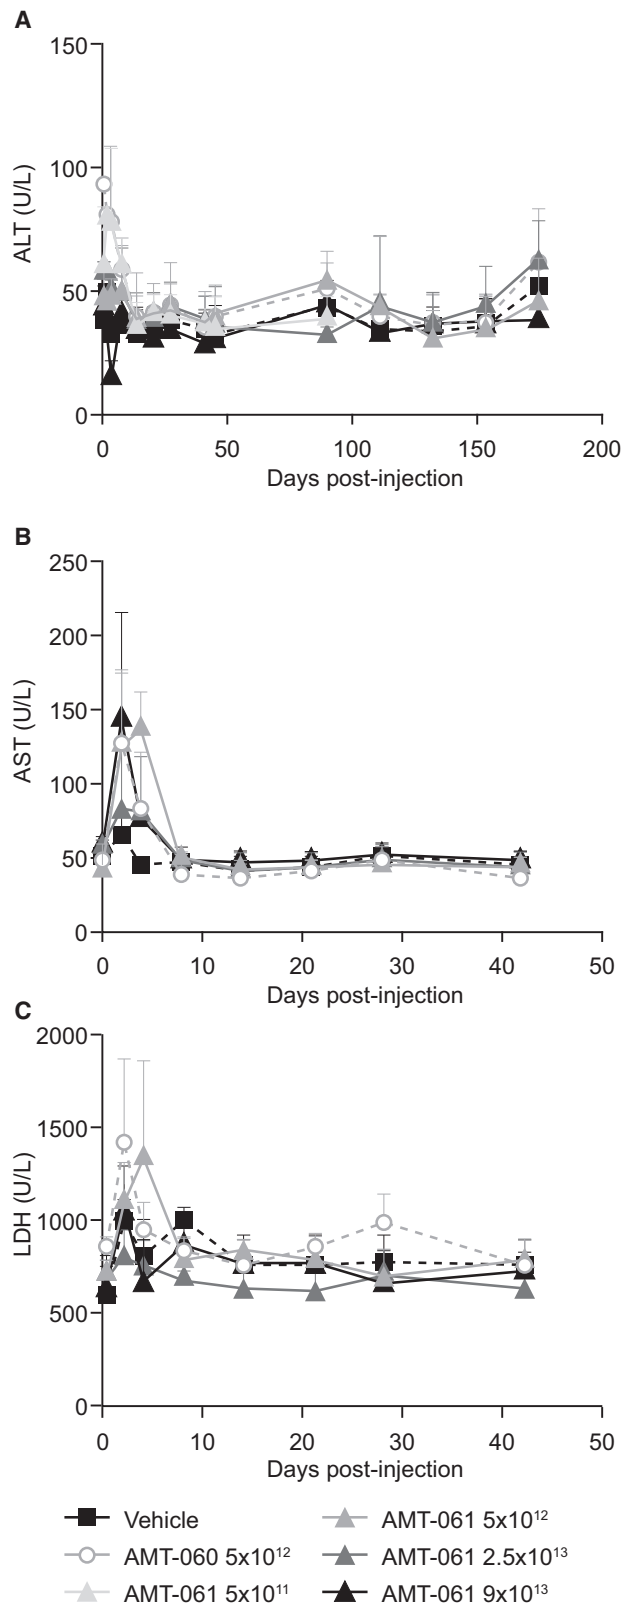 A
150
100
50
0
ALT (U/L)
0 50 100 150 200
Days post-injection
B
250
200
150
100
50
0
AST (U/L)
0 10 20 30 40 50
Days post-injection
C
2000
1500
1000
500
0
LDH (U/L)
0 10 20 30 40 50
Days post-injection
Vehicle AMT-061 5x10¹²
AMT-060 5x10¹² AMT-061 2.5x10¹³
AMT-061 5x10¹¹ AMT-061 9x10¹³